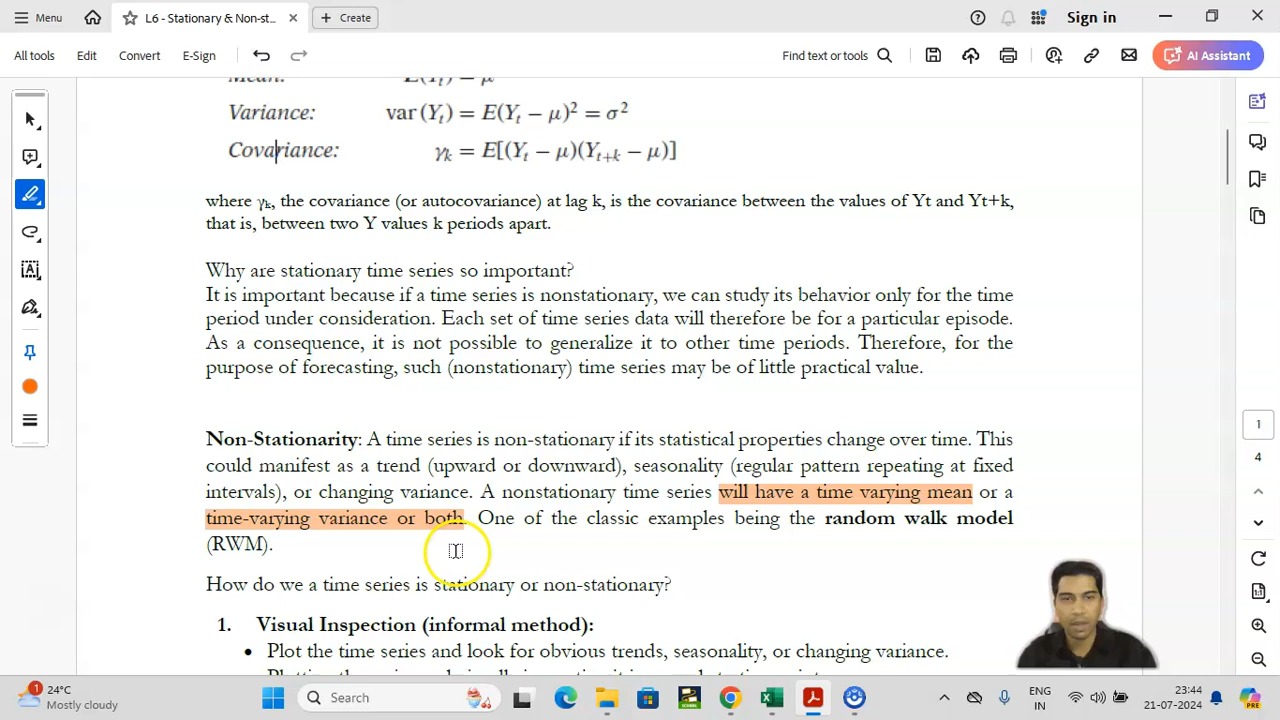 Menu
L6 - Stationary & Non-st...
Create
Sign in
All tools
Edit
Convert
E-Sign
Find text or tools
AI Assistant
Mean: E(Yt) = μ
Variance: var (Yt) = E(Yt − μ)² = σ²
Covariance: γk = E[(Yt − μ)(Yt+k − μ)]
where γk, the covariance (or autocovariance) at lag k, is the covariance between the values of Yt and Yt+k,
that is, between two Y values k periods apart.
Why are stationary time series so important?
It is important because if a time series is nonstationary, we can study its behavior only for the time
period under consideration. Each set of time series data will therefore be for a particular episode.
As a consequence, it is not possible to generalize it to other time periods. Therefore, for the
purpose of forecasting, such (nonstationary) time series may be of little practical value.
Non-Stationarity: A time series is non-stationary if its statistical properties change over time. This
could manifest as a trend (upward or downward), seasonality (regular pattern repeating at fixed
intervals), or changing variance. A nonstationary time series will have a time varying mean or a
time-varying variance or both. One of the classic examples being the random walk model
(RWM).
How do we a time series is stationary or non-stationary?
1. Visual Inspection (informal method):
• Plot the time series and look for obvious trends, seasonality, or changing variance.
1
4
1
24°C
Mostly cloudy
Search
ENG
IN
23:44
21-07-2024
PRE